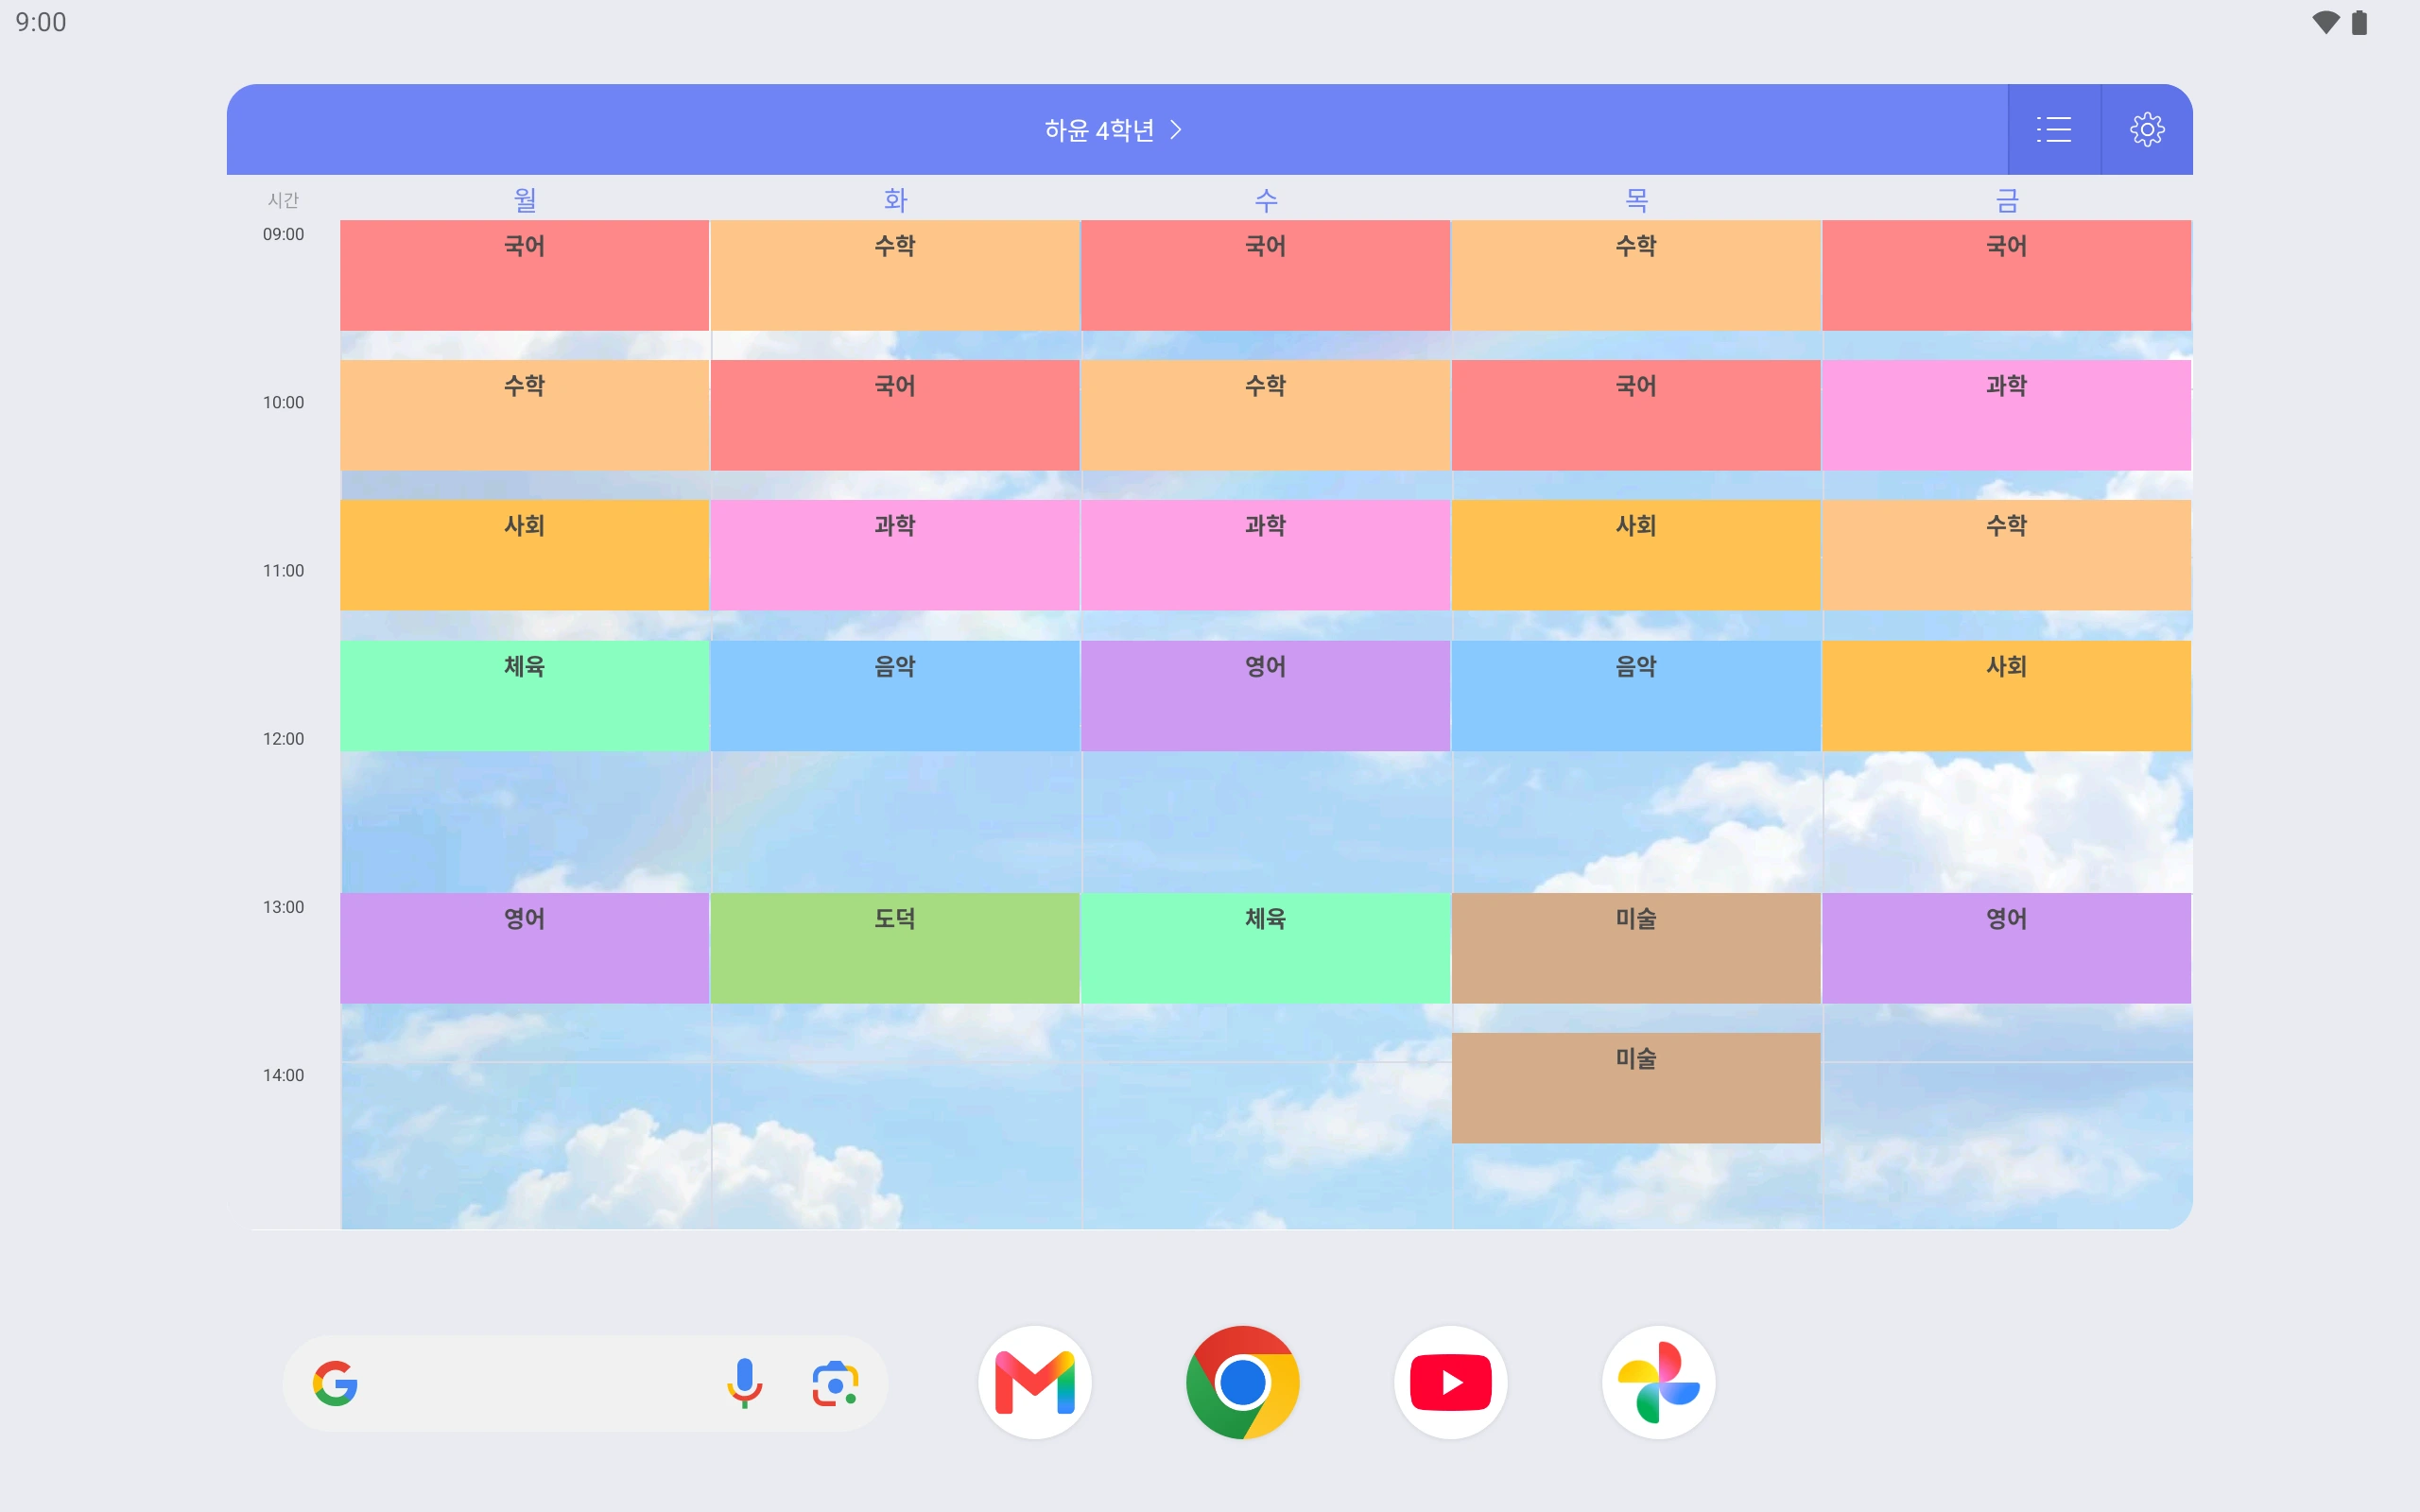 9:00
하윤 4학년
시간 월 화 수 목 금
09:00 국어 수학 국어 수학 국어
수학 국어 수학 국어 과학
10:00
사회 과학 과학 사회 수학
11:00
체육 음악 영어 음악 사회
12:00
13:00 영어 도덕 체육 미술 영어
미술
14:00